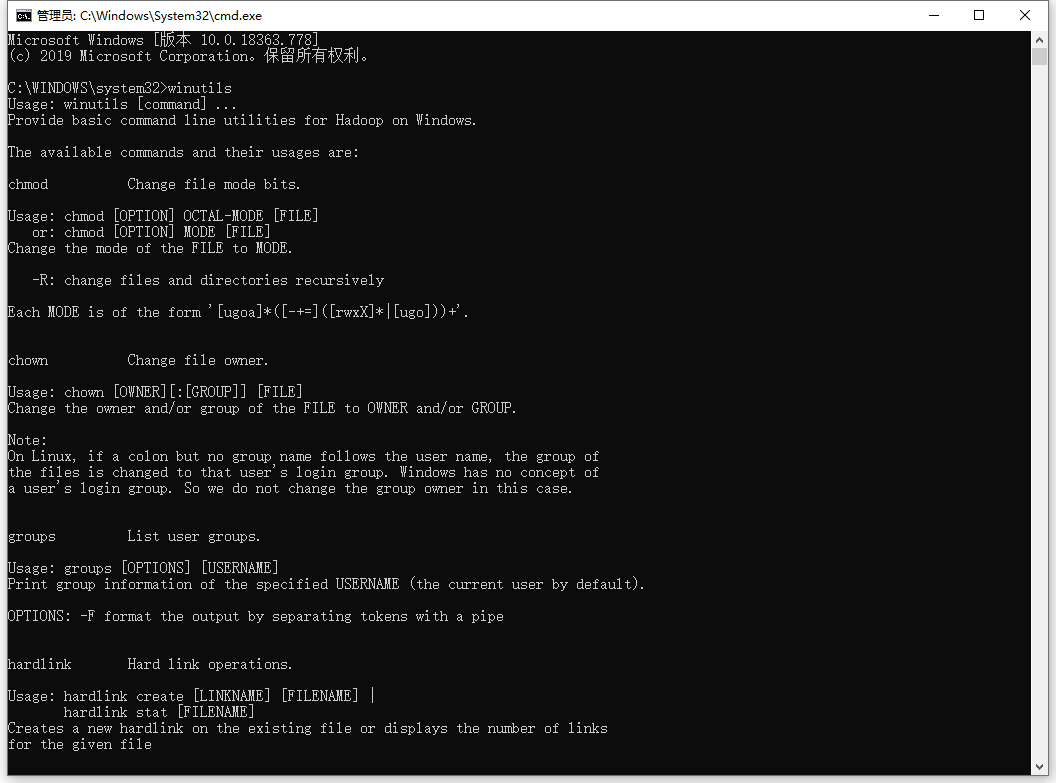 管理员: C:\Windows\System32\cmd.exe
Microsoft Windows [版本 10.0.18363.778]
(c) 2019 Microsoft Corporation。保留所有权利。
C:\WINDOWS\system32>winutils
Usage: winutils [command] ...
Provide basic command line utilities for Hadoop on Windows.
The available commands and their usages are:
chmod          Change file mode bits.
Usage: chmod [OPTION] OCTAL-MODE [FILE]
   or: chmod [OPTION] MODE [FILE]
Change the mode of the FILE to MODE.
   -R: change files and directories recursively
Each MODE is of the form '[ugoa]*([-+=]([rwxX]*|[ugo]))+'.
chown          Change file owner.
Usage: chown [OWNER][:[GROUP]] [FILE]
Change the owner and/or group of the FILE to OWNER and/or GROUP.
Note:
On Linux, if a colon but no group name follows the user name, the group of
the files is changed to that user's login group. Windows has no concept of
a user's login group. So we do not change the group owner in this case.
groups         List user groups.
Usage: groups [OPTIONS] [USERNAME]
Print group information of the specified USERNAME (the current user by default).
OPTIONS: -F format the output by separating tokens with a pipe
hardlink       Hard link operations.
Usage: hardlink create [LINKNAME] [FILENAME] |
       hardlink stat [FILENAME]
Creates a new hardlink on the existing file or displays the number of links
for the given file